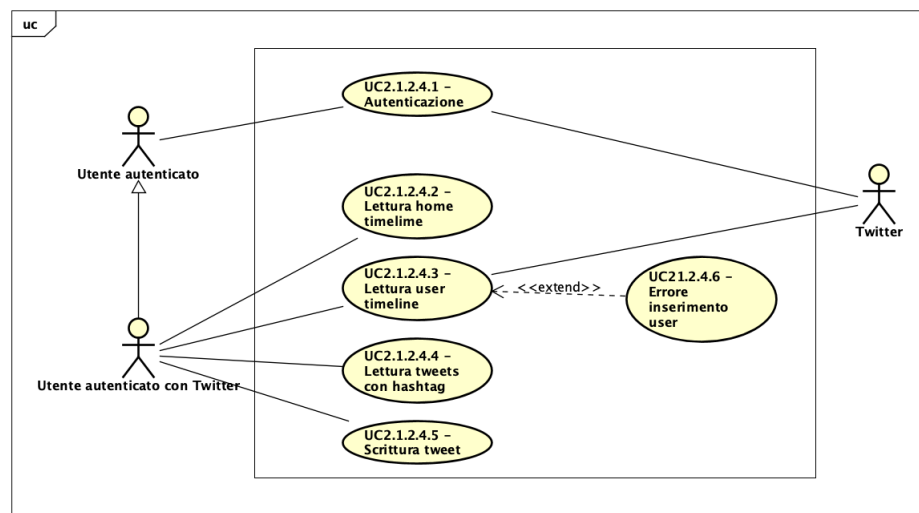 uc
UC2.1.2.4.1 –
Autenticazione
Utente autenticato
UC2.1.2.4.2 –
Lettura home
timelime
Twitter
UC2.1.2.4.3 –
Lettura user
timeline
<<extend>>
UC21.2.4.6 –
Errore
inserimento
user
UC2.1.2.4.4 –
Lettura tweets
con hashtag
Utente autenticato con Twitter
UC2.1.2.4.5 –
Scrittura tweet